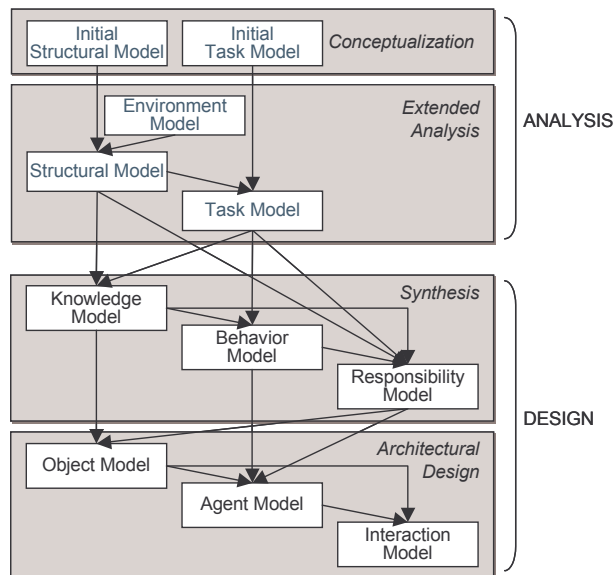 Initial
Structural Model
Initial
Task Model
Conceptualization
Environment
Model
Extended
Analysis
ANALYSIS
Structural Model
Task Model
Knowledge
Model
Synthesis
Behavior
Model
Responsibility
Model
DESIGN
Object Model
Architectural
Design
Agent Model
Interaction
Model